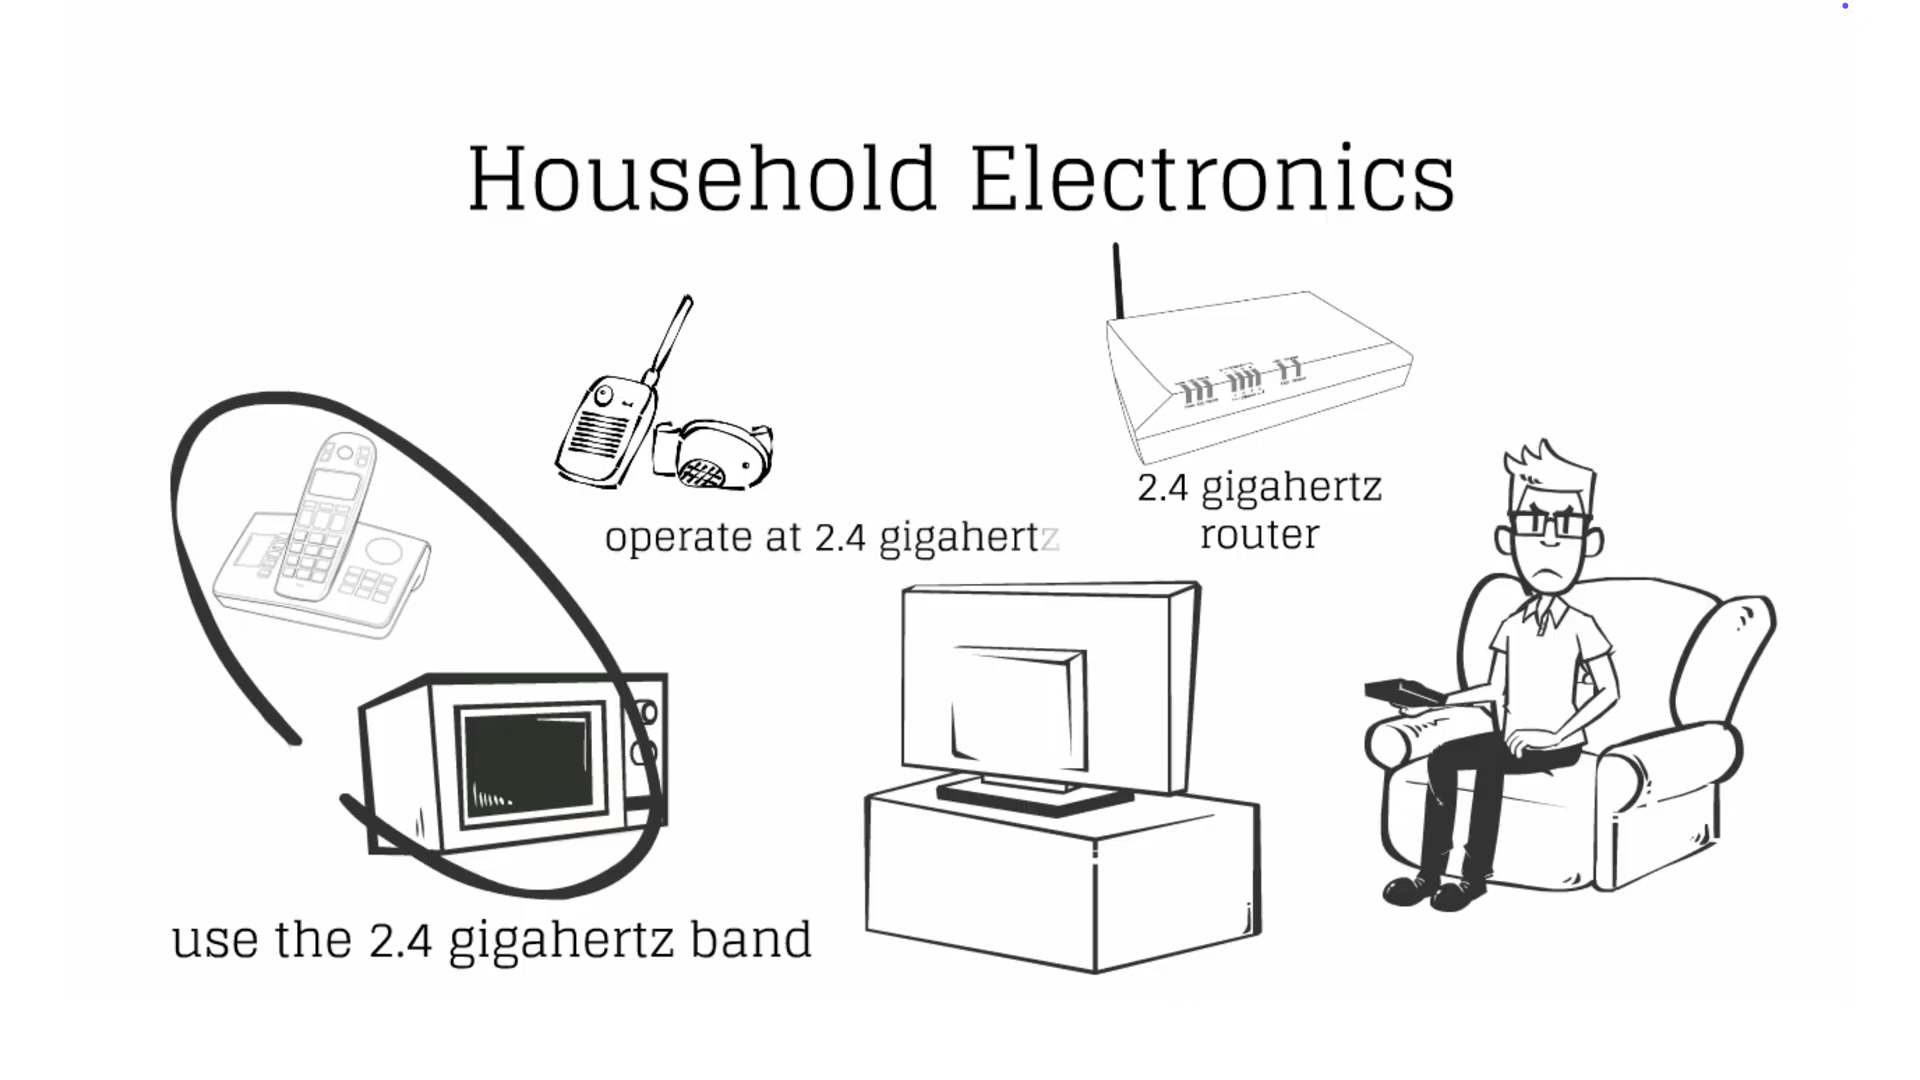 Household Electronics
2.4 gigahertz
router
operate at 2.4 gigahertz
use the 2.4 gigahertz band